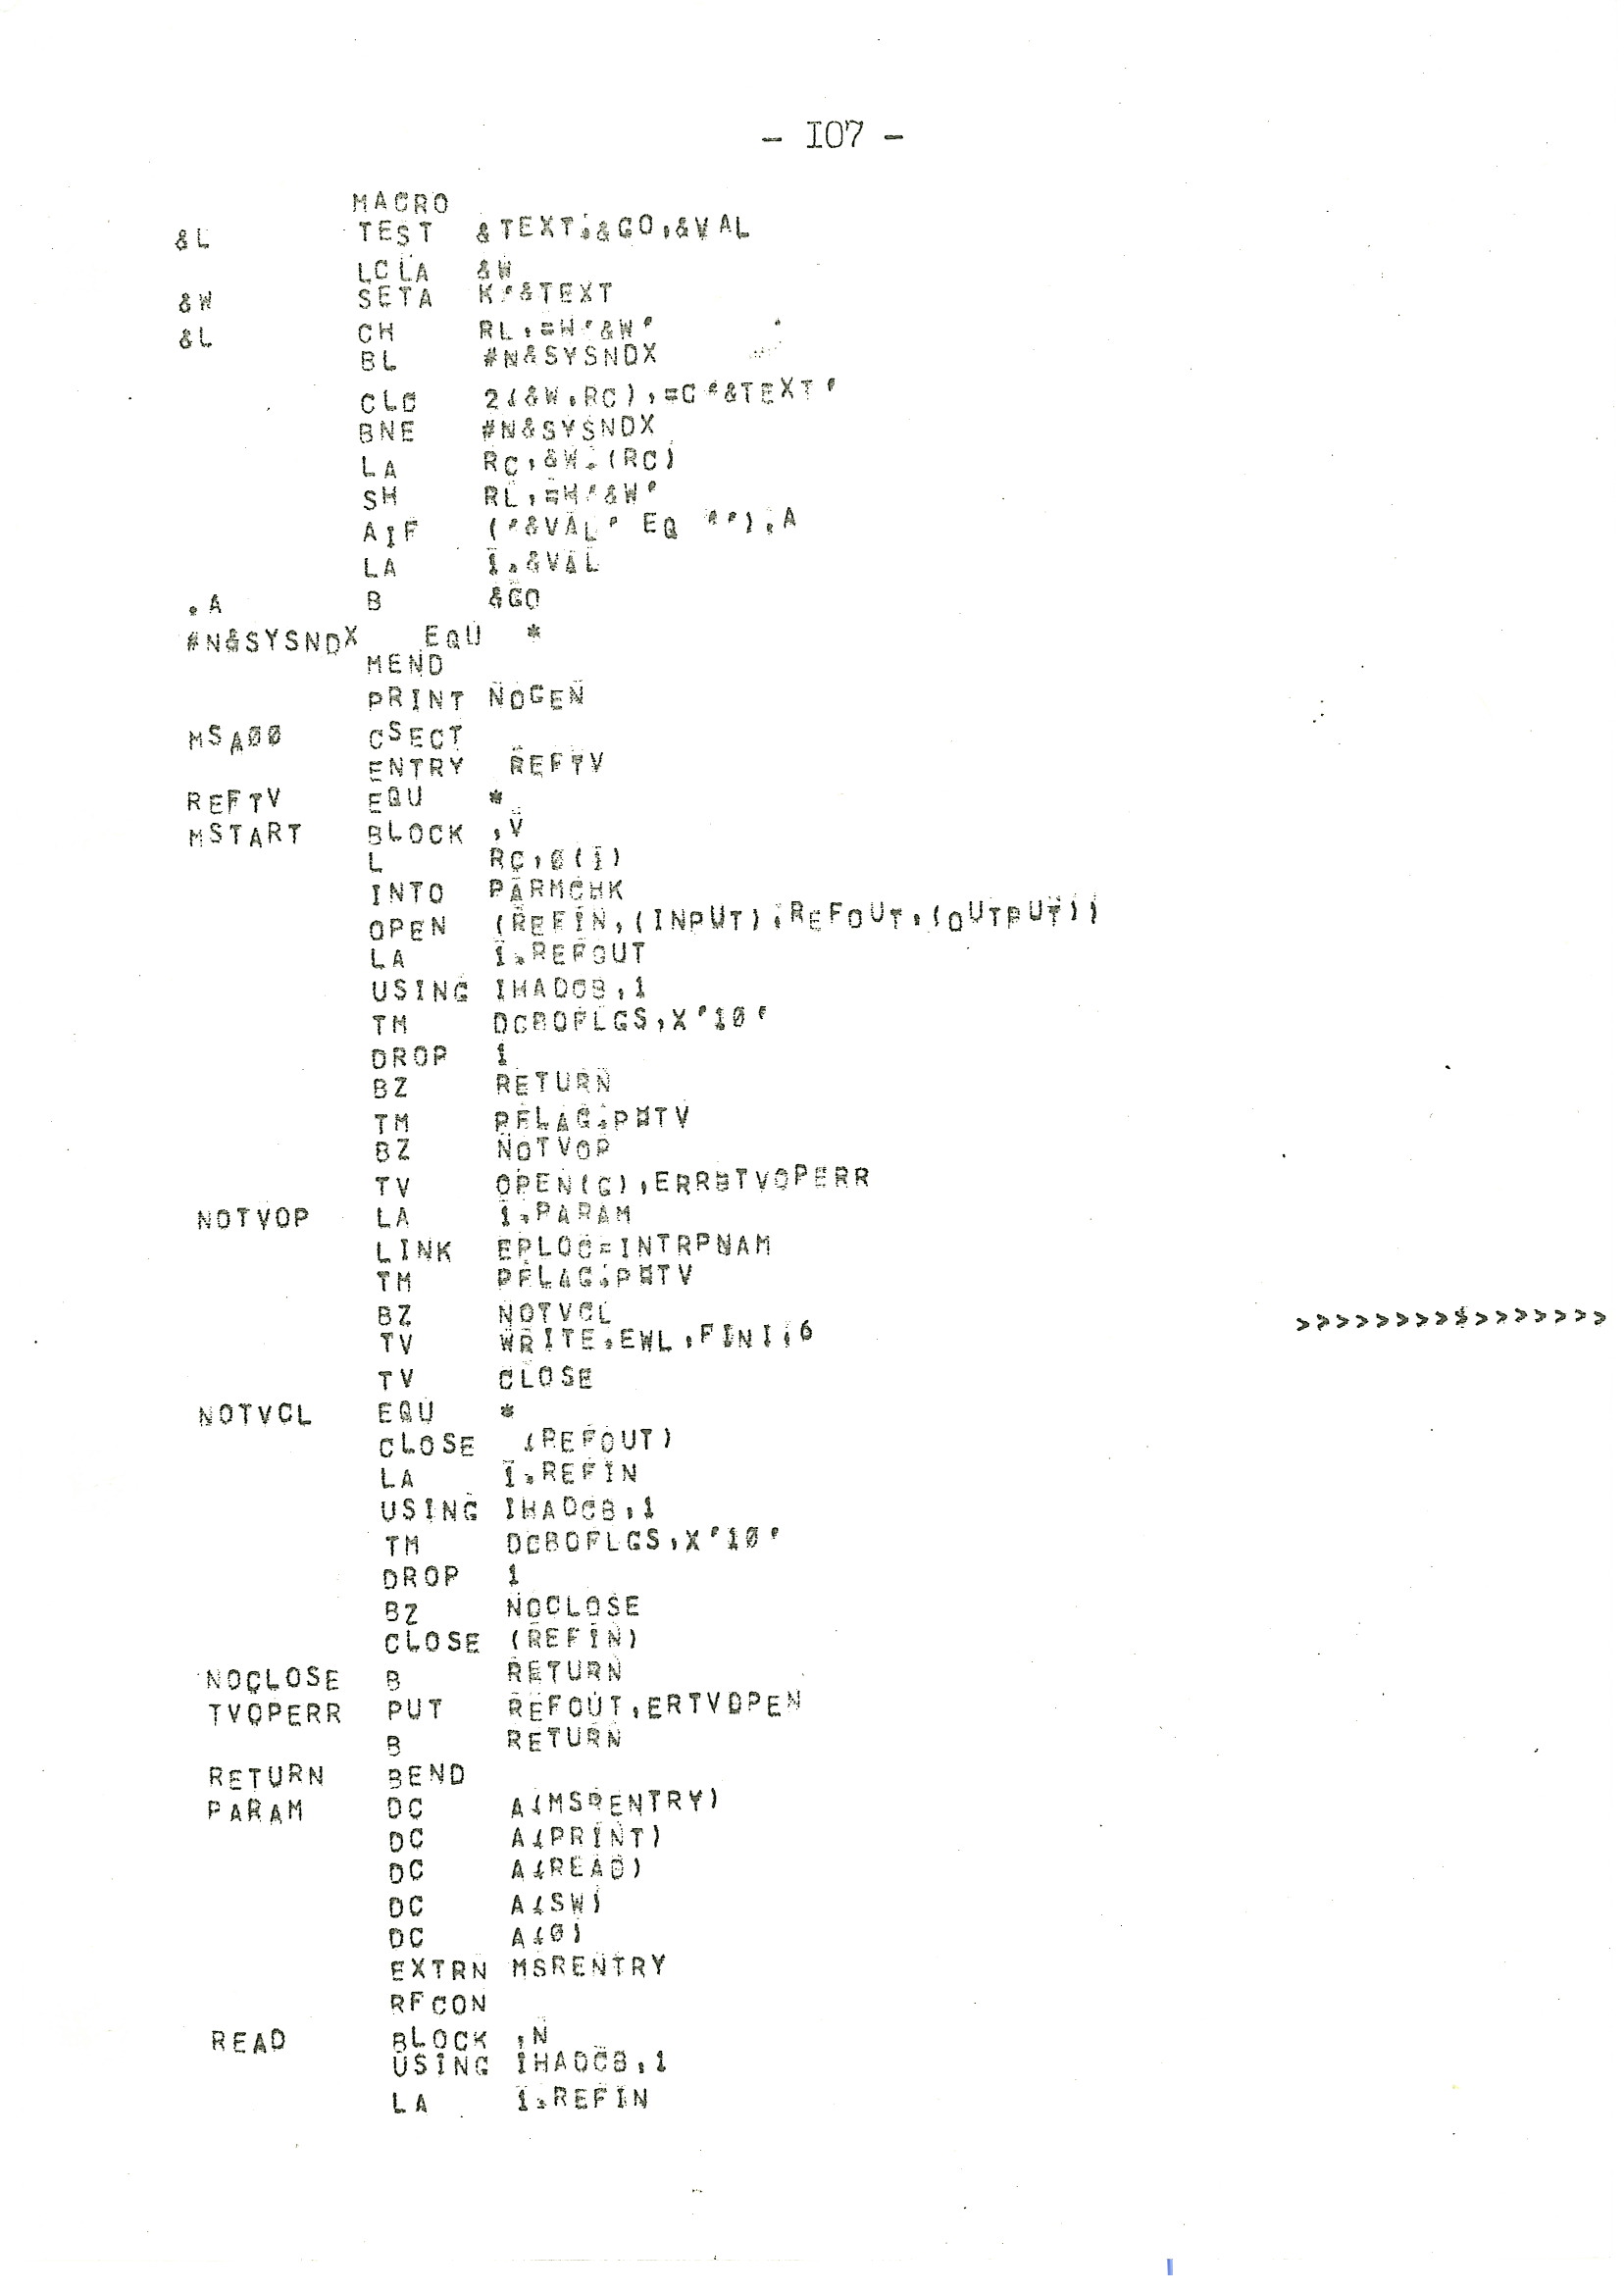 - I07 -
MACRO
&L TEST &TEXT,&GO,&VAL
LCLA &W
&W SETA K'&TEXT
&L CH RL,=H'&W'
BL #N&SYSNDX
CLC 2(&W,RC),=C'&TEXT'
BNE #N&SYSNDX
LA RC,&W.(RC)
SH RL,=H'&W'
AIF ('&VAL' EQ ''),A
LA 1,&VAL
.A B &GO
#N&SYSNDX EQU *
MEND
PRINT NOGEN
MSA00 CSECT
ENTRY REFTV
REFTV EQU *
MSTART BLOCK ,V
L RC,0(1)
INTO PARMCHK
OPEN (REFIN,(INPUT),REFOUT,(OUTPUT))
LA 1,REFOUT
USING IHADCB,1
TM DCBOFLGS,X'10'
DROP 1
BZ RETURN
TM PFLAG,P#TV
BZ NOTVOP
TV OPEN(G),ERR=TVOPERR
NOTVOP LA 1,PARAM
LINK EPLOC=INTRPNAM
TM PFLAG,P#TV
BZ NOTVCL
>>>>>>>>>>>>>>>>
TV WRITE,EWL,FINI,6
TV CLOSE
NOTVCL EQU *
CLOSE (REFOUT)
LA 1,REFIN
USING IHADCB,1
TM DCBOFLGS,X'10'
DROP 1
BZ NOCLOSE
CLOSE (REFIN)
NOCLOSE B RETURN
TVOPERR PUT REFOUT,ERTVOPEN
B RETURN
RETURN BEND
PARAM DC A(MSRENTRY)
DC A(PRINT)
DC A(READ)
DC A(SW)
DC A(0)
EXTRN MSRENTRY
RFCON
READ BLOCK ,N
USING IHADCB,1
LA 1,REFIN